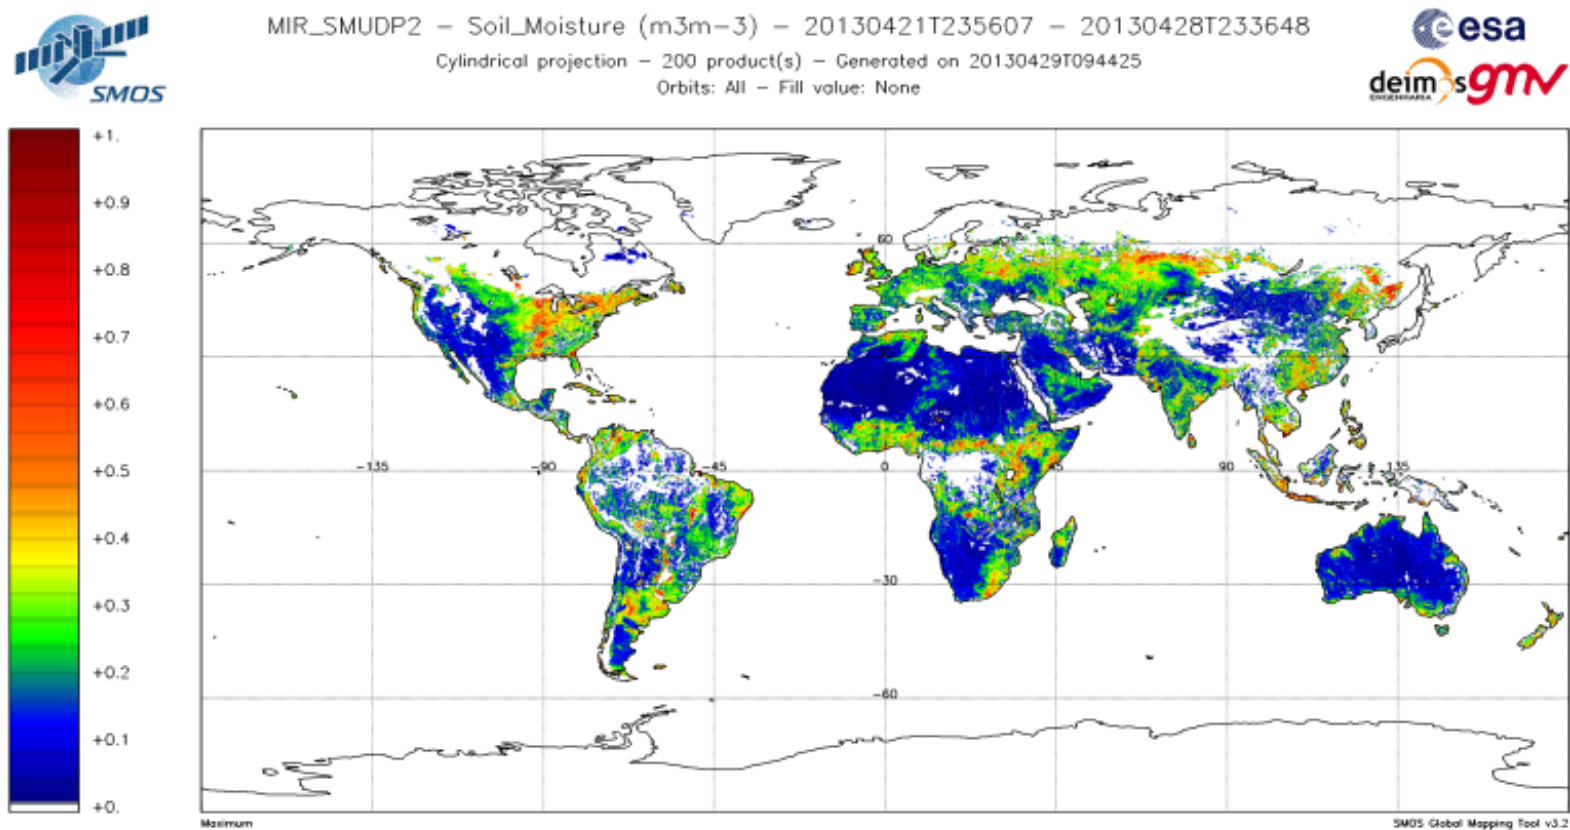 MIR_SMUDP2 - Soil_Moisture (m3m-3) - 20130421T235607 - 20130428T233648
Cylindrical projection - 200 product(s) - Generated on 20130429T094425
Orbits: All - Fill value: None
SMOS
esa
deimos
ENGENHARIA
gmv
+1.
+0.9
+0.8
+0.7
+0.6
+0.5
+0.4
+0.3
+0.2
+0.1
+0.
60
-135
-90
-45
0
45
90
135
-30
-60
Maximum
SMOS Global Mapping Tool v3.2